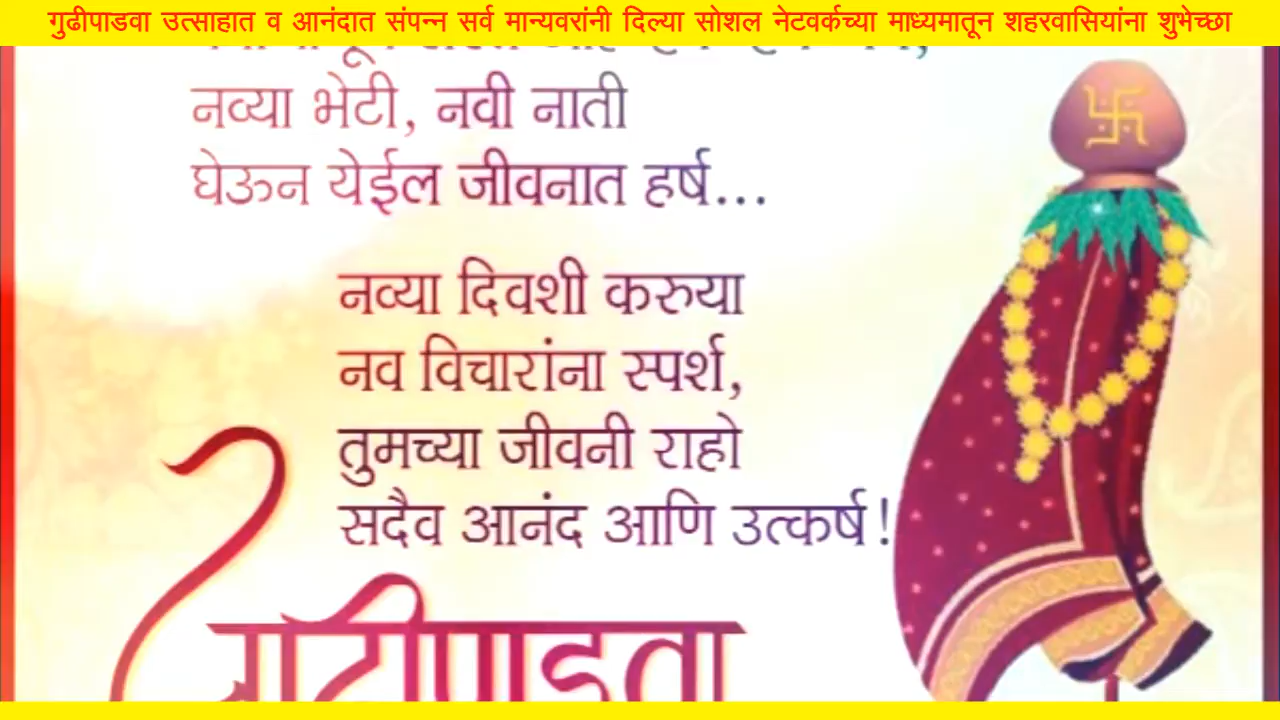 गुढीपाडवा उत्साहात व आनंदात संपन्न सर्व मान्यवरांनी दिल्या सोशल नेटवर्कच्या माध्यमातून शहरवासियांना शुभेच्छा
नव्या भेटी, नवी नाती
घेऊन येईल जीवनात हर्ष...
नव्या दिवशी करुया
नव विचारांना स्पर्श,
तुमच्या जीवनी राहो
सदैव आनंद आणि उत्कर्ष!
गुढीपाडवा